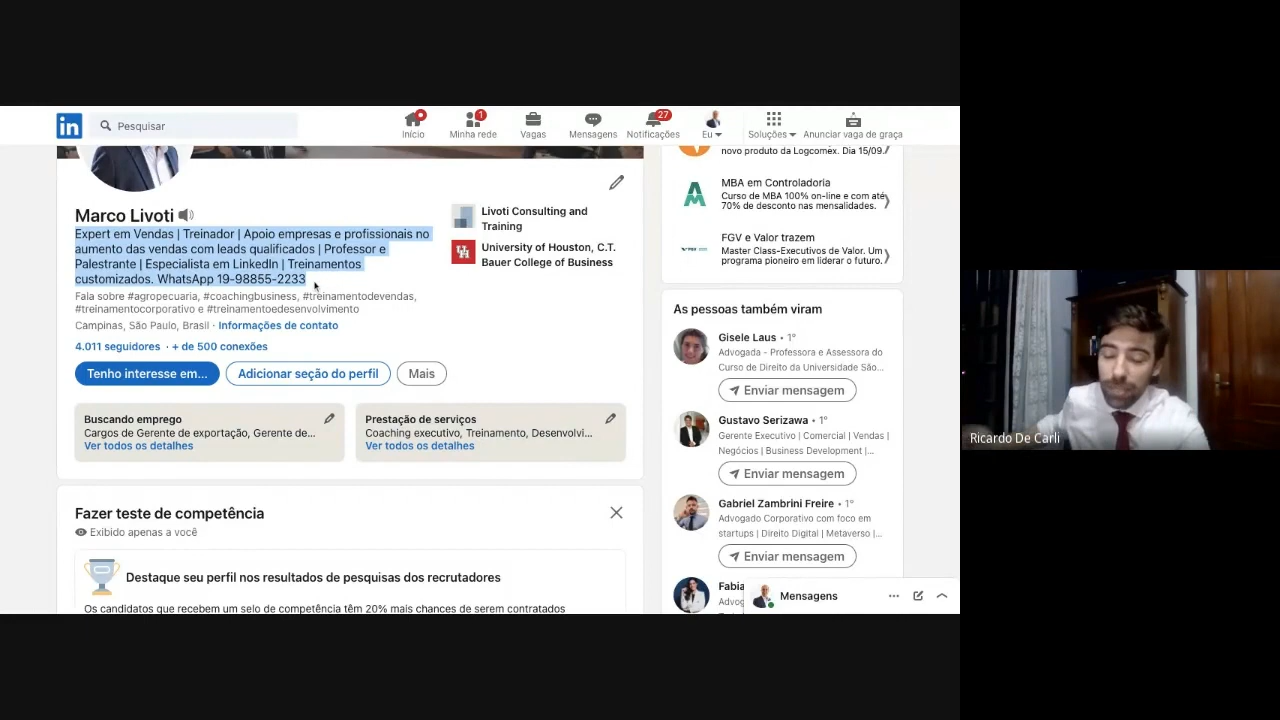 in
Pesquisar
1
27
Início
Minha rede
Vagas
Mensagens
Notificações
Eu
Soluções
Anunciar vaga de graça
Marco Livoti
Expert em Vendas | Treinador | Apoio empresas e profissionais no
aumento das vendas com leads qualificados | Professor e
Palestrante | Especialista em LinkedIn | Treinamentos
customizados. WhatsApp 19-98855-2233
Fala sobre #agropecuaria, #coachingbusiness, #treinamentodevendas,
#treinamentocorporativo e #treinamentoedesenvolvimento
Campinas, São Paulo, Brasil · Informações de contato
4.011 seguidores · + de 500 conexões
Tenho interesse em...
Adicionar seção do perfil
Mais
Livoti Consulting and
Training
University of Houston, C.T.
Bauer College of Business
Buscando emprego
Cargos de Gerente de exportação, Gerente de...
Ver todos os detalhes
Prestação de serviços
Coaching executivo, Treinamento, Desenvolvi...
Ver todos os detalhes
Fazer teste de competência
Exibido apenas a você
Destaque seu perfil nos resultados de pesquisas dos recrutadores
Os candidatos que recebem um selo de competência têm 20% mais chances de serem contratados
novo produto da Logcomex. Dia 15/09.
MBA em Controladoria
Curso de MBA 100% on-line e com até
70% de desconto nas mensalidades.
FGV e Valor trazem
Master Class-Executivos de Valor. Um
programa pioneiro em liderar o futuro.
As pessoas também viram
Gisele Laus • 1°
Advogada - Professora e Assessora do
Curso de Direito da Universidade São...
Enviar mensagem
Gustavo Serizawa • 1°
Gerente Executivo | Comercial | Vendas |
Negócios | Business Development |...
Enviar mensagem
Gabriel Zambrini Freire • 1°
Advogado Corporativo com foco em
startups | Direito Digital | Metaverso |...
Enviar mensagem
Fabia
Advog
Mensagens
Ricardo De Carli